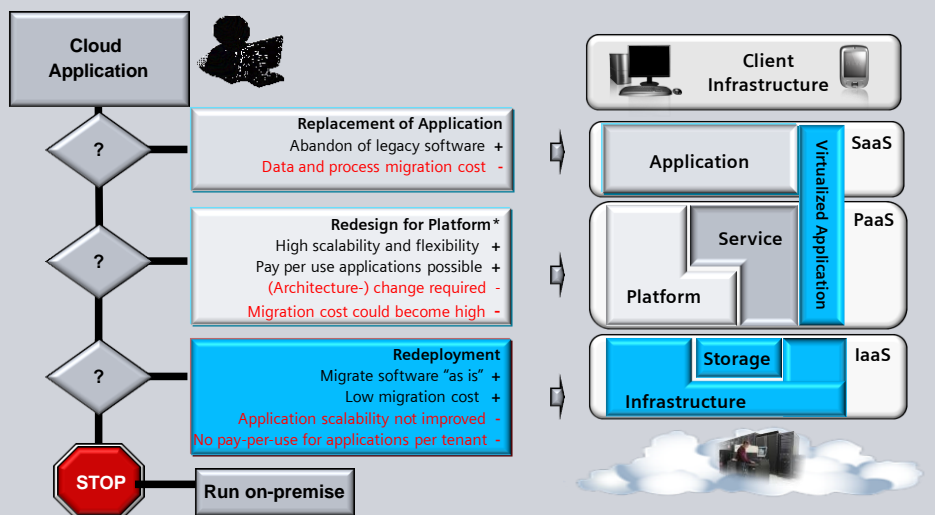 Cloud
Application
?
Replacement of Application
Abandon of legacy software +
Data and process migration cost -
?
Redesign for Platform*
High scalability and flexibility +
Pay per use applications possible +
(Architecture-) change required -
Migration cost could become high -
?
Redeployment
Migrate software “as is” +
Low migration cost +
Application scalability not improved -
No pay-per-use for applications per tenant -
STOP
Run on-premise
Client
Infrastructure
Application
Virtualized Application
SaaS
Service
Platform
PaaS
Storage
Infrastructure
IaaS